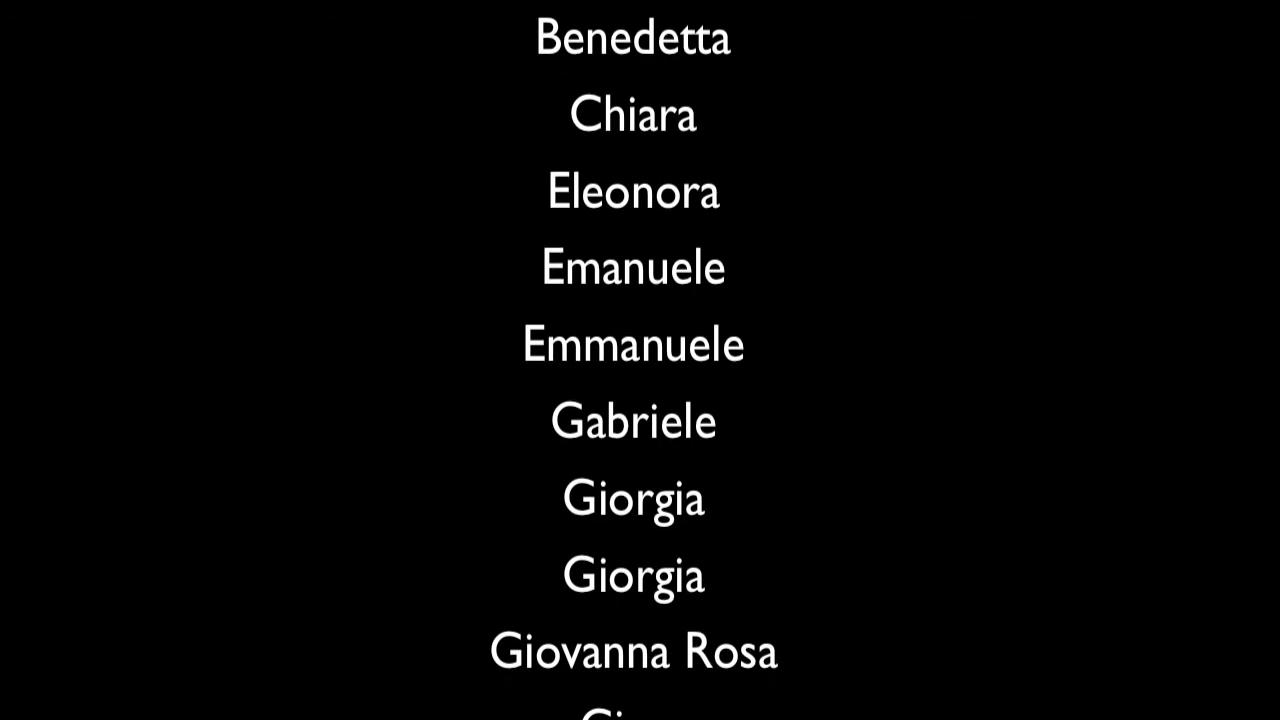 Benedetta
Chiara
Eleonora
Emanuele
Emmanuele
Gabriele
Giorgia
Giorgia
Giovanna Rosa